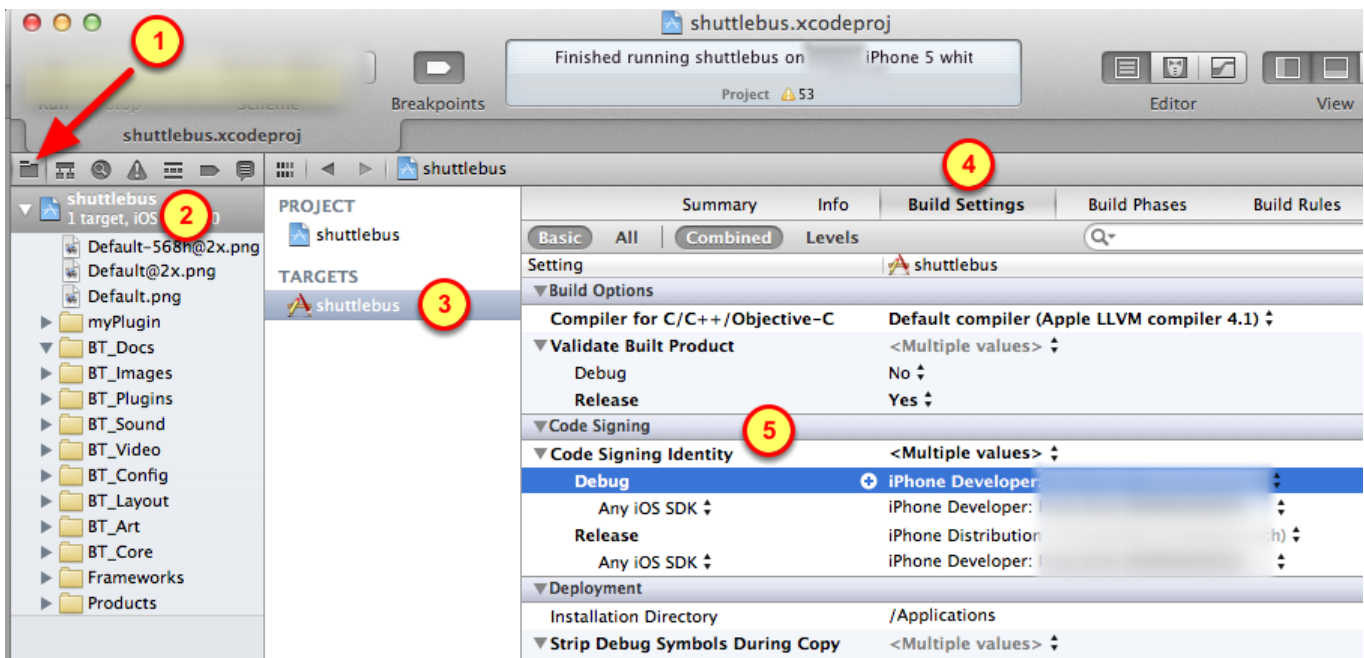 shuttlebus.xcodeproj
1
Finished running shuttlebus on iPhone 5 whit
Project 53
Breakpoints
Editor
View
shuttlebus.xcodeproj
shuttlebus
4
shuttlebus
1 target, iOS
2
Default-568h@2x.png
Default@2x.png
Default.png
myPlugin
BT_Docs
BT_Images
BT_Plugins
BT_Sound
BT_Video
BT_Config
BT_Layout
BT_Art
BT_Core
Frameworks
Products
PROJECT
shuttlebus
TARGETS
shuttlebus
3
Summary Info Build Settings Build Phases Build Rules
Basic All Combined Levels
Setting shuttlebus
Build Options
Compiler for C/C++/Objective-C Default compiler (Apple LLVM compiler 4.1)
Validate Built Product <Multiple values>
Debug No
Release Yes
Code Signing
5
Code Signing Identity <Multiple values>
Debug iPhone Developer:
Any iOS SDK iPhone Developer:
Release iPhone Distribution
Any iOS SDK iPhone Developer:
Deployment
Installation Directory /Applications
Strip Debug Symbols During Copy <Multiple values>